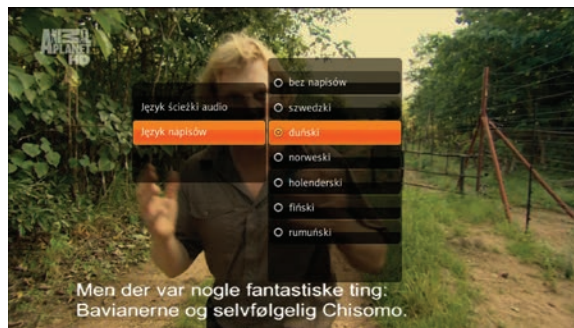 ANIMAL
PLANET
HD
Język ścieżki audio
Język napisów
bez napisów
szwedzki
duński
norweski
holenderski
fiński
rumuński
Men der var nogle fantastiske ting:
Bavianerne og selvfølgelig Chisomo.